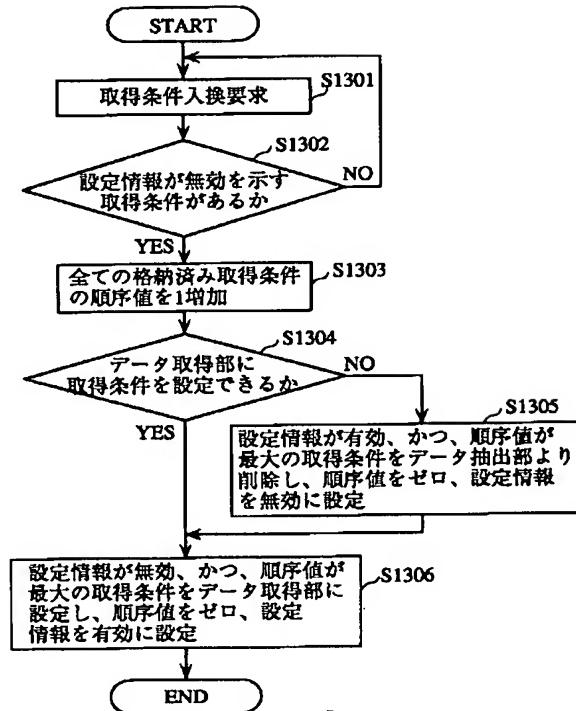 START
S1301
取得条件入換要求
S1302
設定情報が無効を示す
取得条件があるか
NO
YES
S1303
全ての格納済み取得条件
の順序値を1増加
S1304
データ取得部に
取得条件を設定できるか
NO
YES
S1305
設定情報が有効、かつ、順序値が
最大の取得条件をデータ抽出部より
削除し、順序値をゼロ、設定情報
を無効に設定
設定情報が無効、かつ、順序値が
最大の取得条件をデータ取得部に
設定し、順序値をゼロ、設定
情報を有効に設定
S1306
END